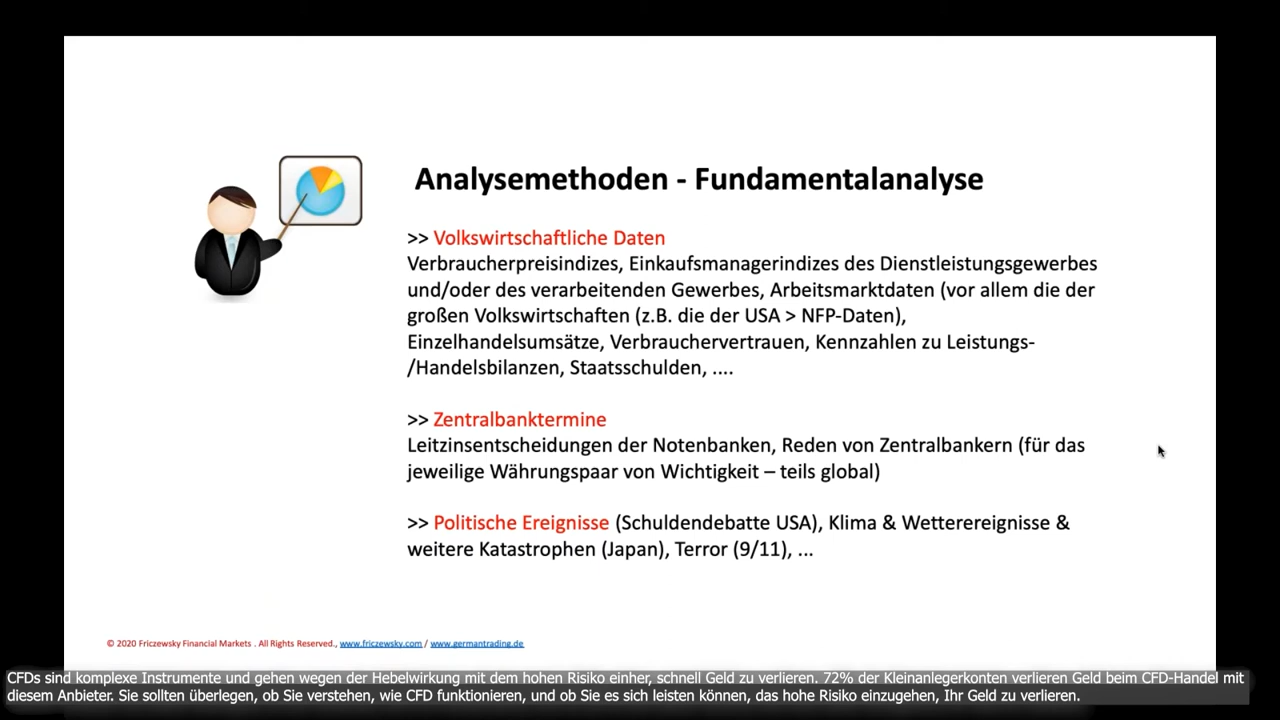 Analysemethoden - Fundamentalanalyse
>> Volkswirtschaftliche Daten
Verbraucherpreisindizes, Einkaufsmanagerindizes des Dienstleistungsgewerbes
und/oder des verarbeitenden Gewerbes, Arbeitsmarktdaten (vor allem die der
großen Volkswirtschaften (z.B. die der USA > NFP-Daten),
Einzelhandelsumsätze, Verbrauchervertrauen, Kennzahlen zu Leistungs-
/Handelsbilanzen, Staatsschulden, ....
>> Zentralbanktermine
Leitzinsentscheidungen der Notenbanken, Reden von Zentralbankern (für das
jeweilige Währungspaar von Wichtigkeit – teils global)
>> Politische Ereignisse (Schuldendebatte USA), Klima & Wetterereignisse &
weitere Katastrophen (Japan), Terror (9/11), ...
© 2020 Friczewsky Financial Markets . All Rights Reserved., www.friczewsky.com / www.germantrading.de
CFDs sind komplexe Instrumente und gehen wegen der Hebelwirkung mit dem hohen Risiko einher, schnell Geld zu verlieren. 72% der Kleinanlegerkonten verlieren Geld beim CFD-Handel mit
diesem Anbieter. Sie sollten überlegen, ob Sie verstehen, wie CFD funktionieren, und ob Sie es sich leisten können, das hohe Risiko einzugehen, Ihr Geld zu verlieren.